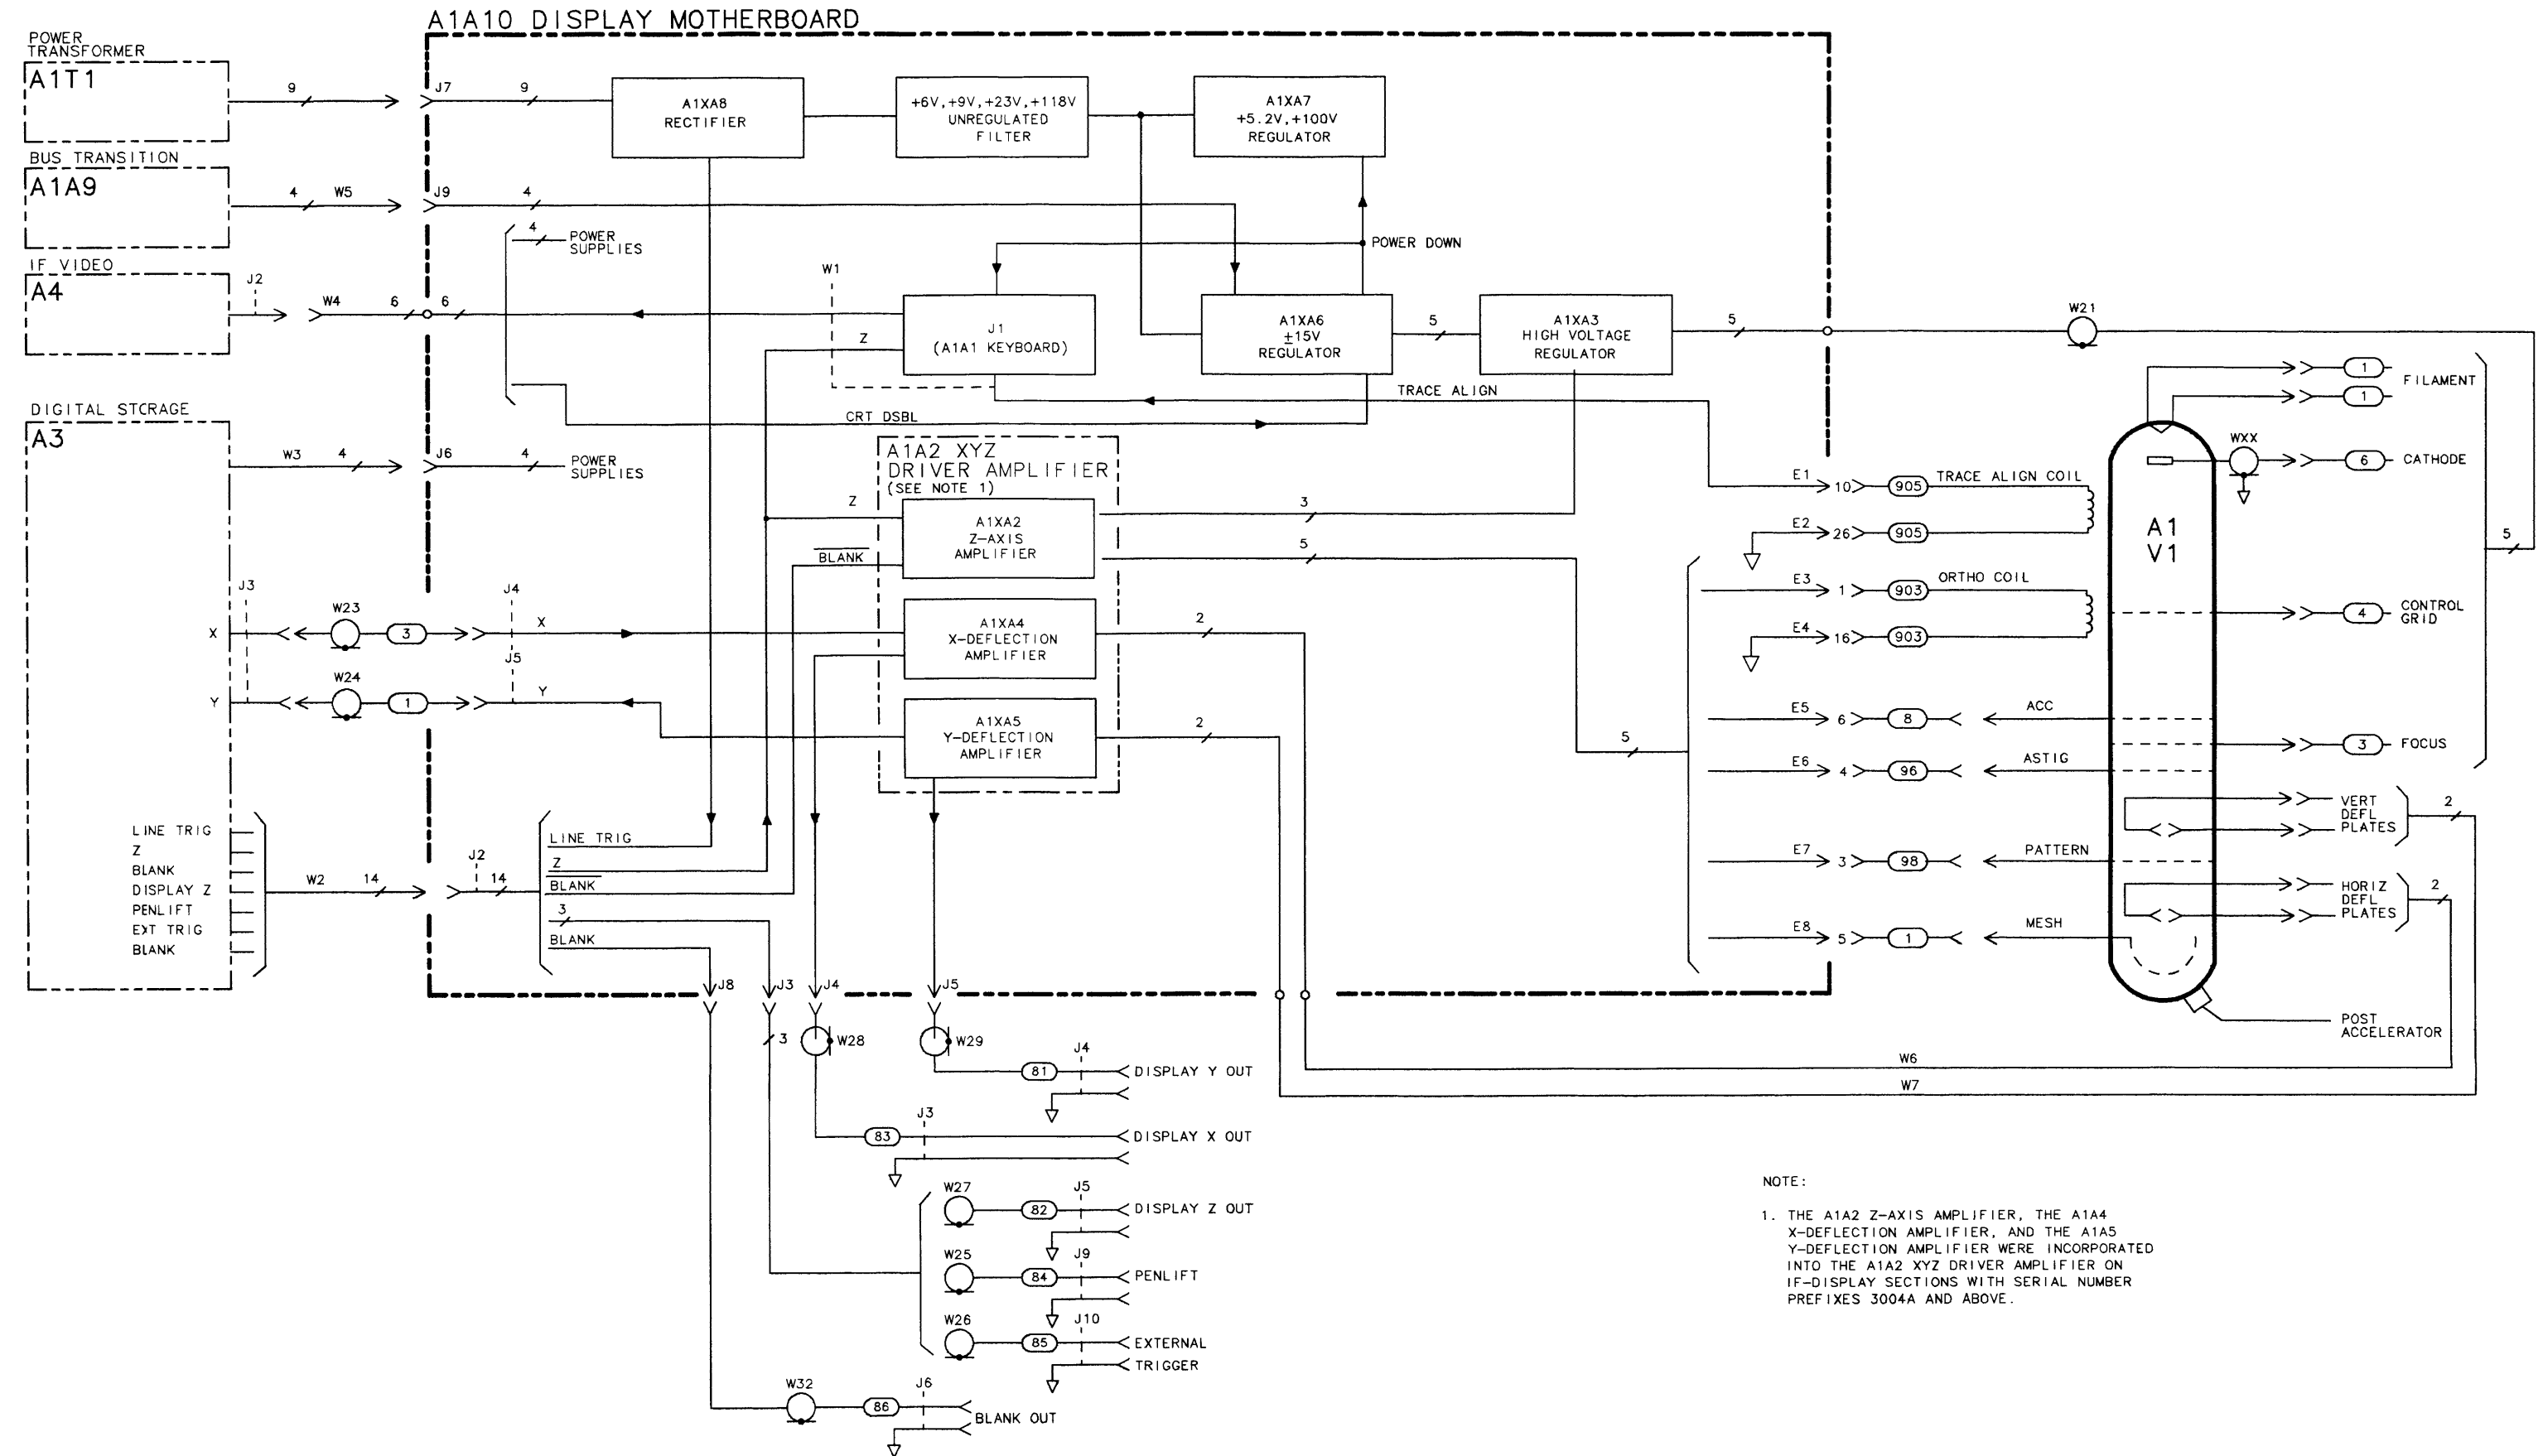 A1A10 DISPLAY MOTHERBOARD
POWER
TRANSFORMER
A1T1
9
J7
9
A1XA8
RECTIFIER
+6V,+9V,+23V,+118V
UNREGULATED
FILTER
A1XA7
+5.2V,+100V
REGULATOR
BUS TRANSITION
A1A9
4
W5
J9
4
4
POWER
SUPPLIES
POWER DOWN
IF VIDEO
A4
J2
W4
6
6
W1
Z
J1
(A1A1 KEYBOARD)
A1XA6
±15V
REGULATOR
5
A1XA3
HIGH VOLTAGE
REGULATOR
5
W21
TRACE ALIGN
CRT DSBL
DIGITAL STCRAGE
A3
W3
4
J6
4
POWER
SUPPLIES
A1A2 XYZ
DRIVER AMPLIFIER
(SEE NOTE 1)
Z
A1XA2
Z-AXIS
AMPLIFIER
BLANK
3
5
J3
J4
X
W23
3
X
A1XA4
X-DEFLECTION
AMPLIFIER
2
J5
Y
W24
1
Y
A1XA5
Y-DEFLECTION
AMPLIFIER
2
5
LINE TRIG
Z
BLANK
DISPLAY Z
PENLIFT
EXT TRIG
BLANK
W2
14
J2
14
LINE TRIG
Z
BLANK
3
BLANK
J8
J3
J4
J5
E1
10
905
TRACE ALIGN COIL
E2
26
905
E3
1
903
ORTHO COIL
E4
16
903
E5
6
8
ACC
E6
4
96
ASTIG
E7
3
98
PATTERN
E8
5
1
MESH
A1
V1
1
FILAMENT
1
WXX
6
CATHODE
5
4
CONTROL
GRID
3
FOCUS
VERT
DEFL
PLATES
2
HORIZ
DEFL
PLATES
2
POST
ACCELERATOR
W6
W7
3
W28
W29
81
J4
DISPLAY Y OUT
83
J3
DISPLAY X OUT
W27
82
J5
DISPLAY Z OUT
W25
84
J9
PENLIFT
W26
85
J10
EXTERNAL
TRIGGER
W32
86
J6
BLANK OUT
NOTE:
1. THE A1A2 Z-AXIS AMPLIFIER, THE A1A4
X-DEFLECTION AMPLIFIER, AND THE A1A5
Y-DEFLECTION AMPLIFIER WERE INCORPORATED
INTO THE A1A2 XYZ DRIVER AMPLIFIER ON
IF-DISPLAY SECTIONS WITH SERIAL NUMBER
PREFIXES 3004A AND ABOVE.